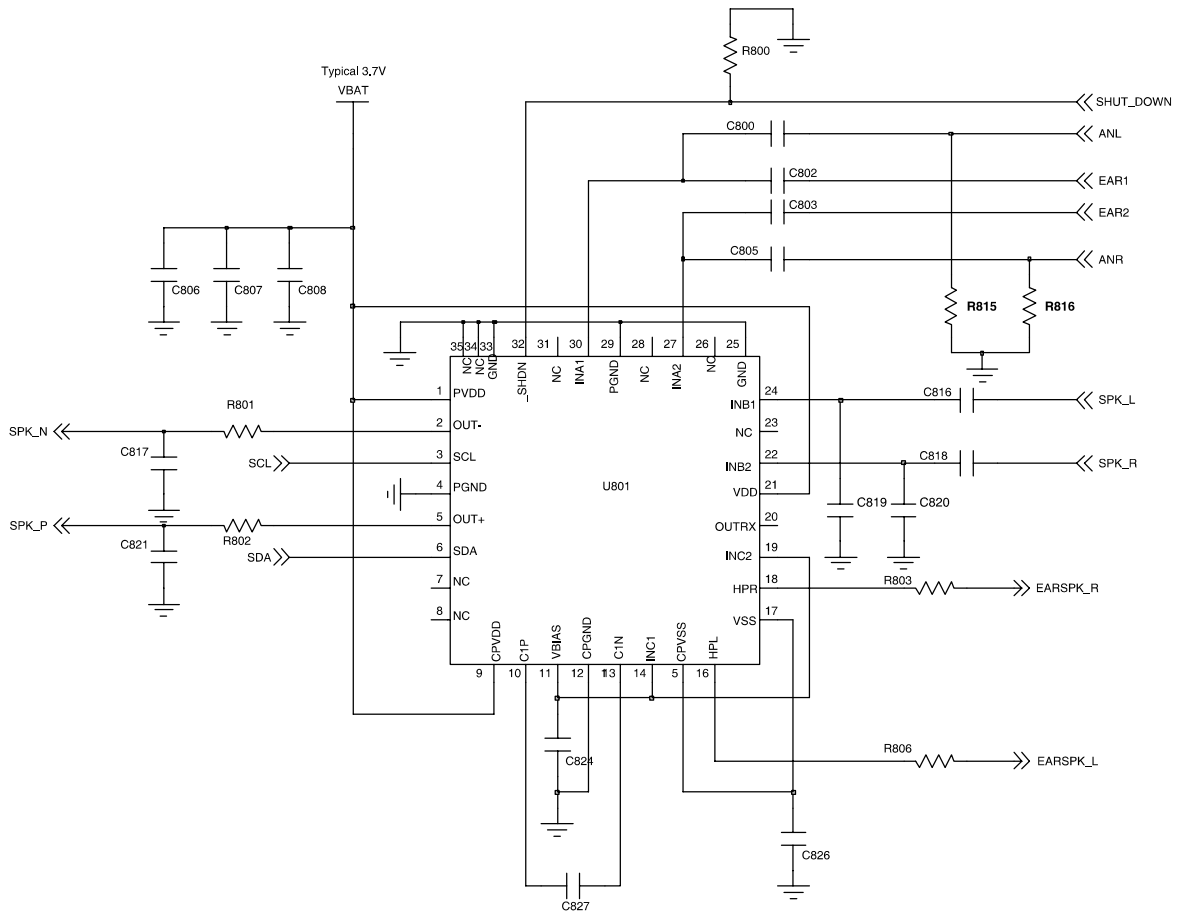 R800
Typical 3.7V
VBAT
SHUT_DOWN
C800
ANL
C802
EAR1
C803
EAR2
C805
ANR
C806
C807
C808
R815
R816
35 34 33 32 31 30 29 28 27 26 25
NC NC GND _SHDN NC INA1 PGND NC INA2 NC GND
1 PVDD
INB1 24
C816
SPK_L
R801
SPK_N
2 OUT-
NC 23
C817
SCL
3 SCL
INB2 22
C818
SPK_R
4 PGND
U801
VDD 21
C819
C820
SPK_P
R802
5 OUT+
OUTRX 20
C821
SDA
6 SDA
INC2 19
7 NC
HPR 18
R803
EARSPK_R
8 NC
VSS 17
CPVDD C1P VBIAS CPGND C1N INC1 CPVSS HPL
9 10 11 12 13 14 5 16
1
C824
R806
EARSPK_L
C826
C827